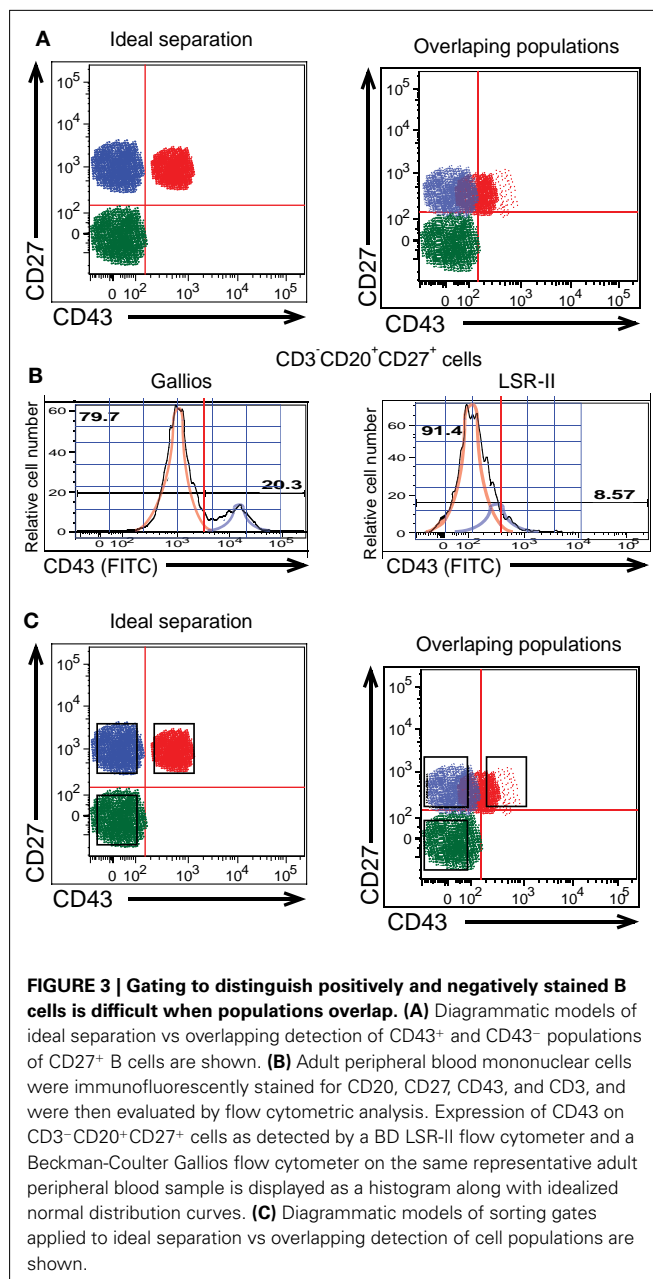 A
Ideal separation
Overlaping populations
10⁵
10⁴
10³
10²
0
CD27
0 10² 10³ 10⁴ 10⁵
CD43
10⁵
10⁴
10³
10²
0
CD27
0 10² 10³ 10⁴ 10⁵
CD43
CD3⁻CD20⁺CD27⁺ cells
B
Gallios
LSR-II
Relative cell number
60
40
20
0
79.7
20.3
0 10² 10³ 10⁴ 10⁵
CD43 (FITC)
Relative cell number
60
40
20
0
91.4
8.57
0 10² 10³ 10⁴ 10⁵
CD43 (FITC)
C
Ideal separation
Overlaping populations
10⁵
10⁴
10³
10²
0
CD27
0 10² 10³ 10⁴ 10⁵
CD43
10⁵
10⁴
10³
10²
0
CD27
0 10² 10³ 10⁴ 10⁵
CD43
FIGURE 3 | Gating to distinguish positively and negatively stained B
cells is difficult when populations overlap. (A) Diagrammatic models of
ideal separation vs overlapping detection of CD43⁺ and CD43⁻ populations
of CD27⁺ B cells are shown. (B) Adult peripheral blood mononuclear cells
were immunofluorescently stained for CD20, CD27, CD43, and CD3, and
were then evaluated by flow cytometric analysis. Expression of CD43 on
CD3⁻CD20⁺CD27⁺ cells as detected by a BD LSR-II flow cytometer and a
Beckman-Coulter Gallios flow cytometer on the same representative adult
peripheral blood sample is displayed as a histogram along with idealized
normal distribution curves. (C) Diagrammatic models of sorting gates
applied to ideal separation vs overlapping detection of cell populations are
shown.